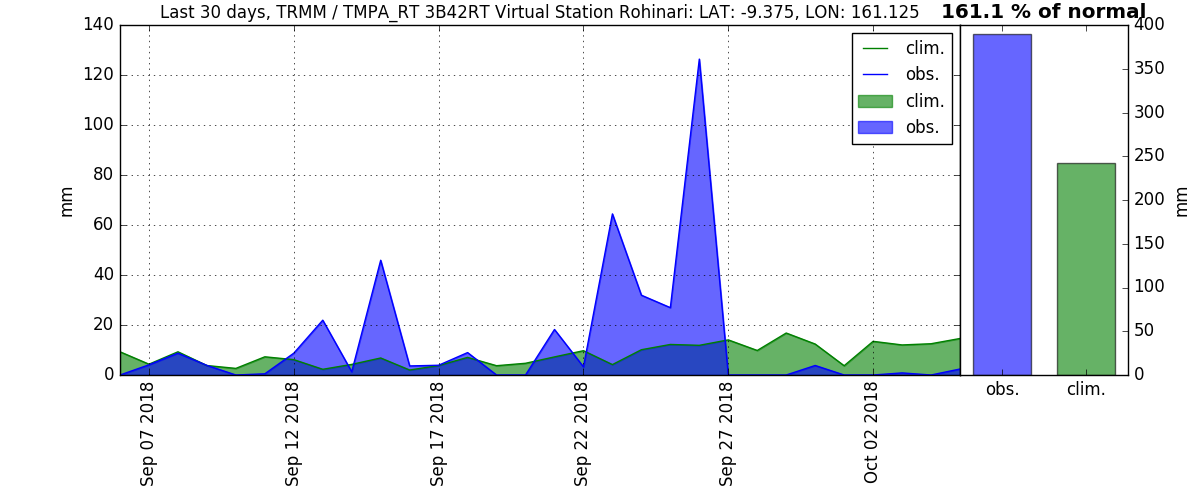 Last 30 days, TRMM / TMPA_RT 3B42RT Virtual Station Rohinari: LAT: -9.375, LON: 161.125
161.1 % of normal
140
120
100
80
60
40
20
0
mm
clim.
obs.
clim.
obs.
Sep 07 2018
Sep 12 2018
Sep 17 2018
Sep 22 2018
Sep 27 2018
Oct 02 2018
400
350
300
250
200
150
100
50
0
mm
obs.
clim.